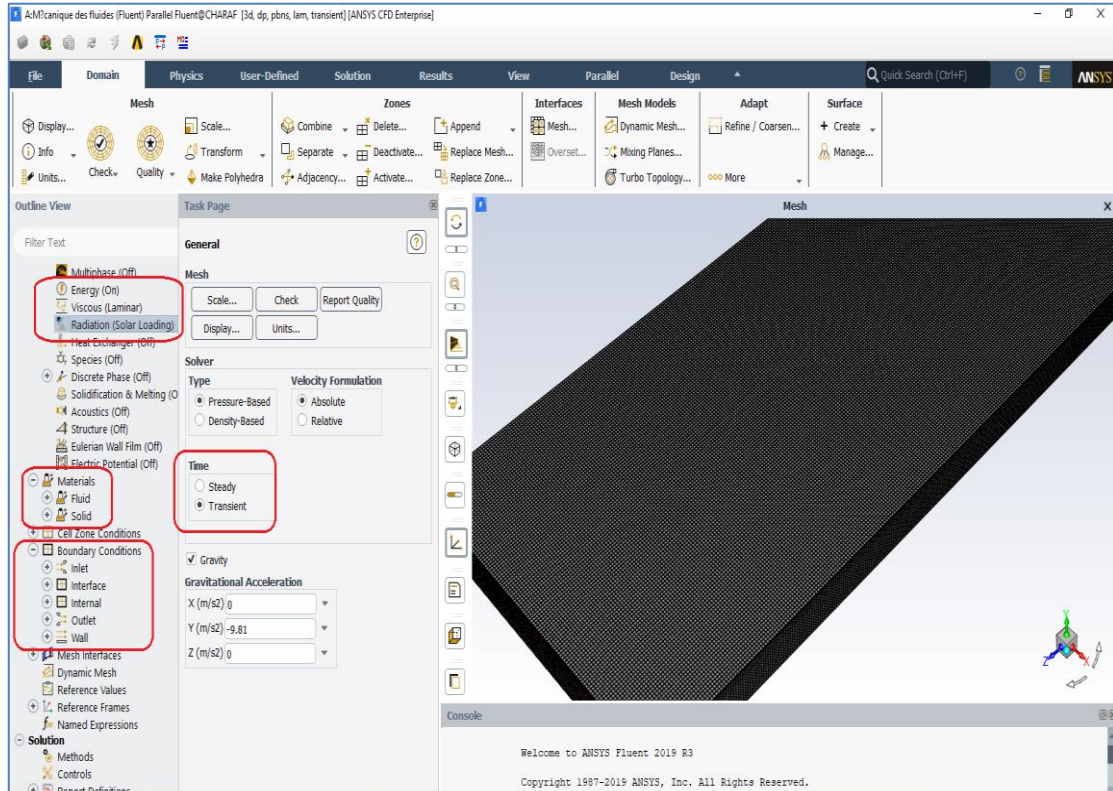 A:M?canique des fluides (Fluent) Parallel Fluent@CHARAF [3d, dp, pbns, lam, transient] [ANSYS CFD Enterprise]
File Domain Physics User-Defined Solution Results View Parallel Design Quick Search (Ctrl+F) ANSYS
Mesh
Display...
Info
Units...
Check
Quality
Scale...
Transform
Make Polyhedra
Zones
Combine Delete... Append
Separate Deactivate... Replace Mesh...
Adjacency... Activate... Replace Zone...
Interfaces
Mesh...
Overset...
Mesh Models
Dynamic Mesh...
Mixing Planes...
Turbo Topology...
Adapt
Refine / Coarsen...
More
Surface
Create
Manage...
Outline View
Filter Text
Multiphase (Off)
Energy (On)
Viscous (Laminar)
Radiation (Solar Loading)
Heat Exchanger (Off)
Species (Off)
Discrete Phase (Off)
Solidification & Melting (O
Acoustics (Off)
Structure (Off)
Eulerian Wall Film (Off)
Electric Potential (Off)
Materials
Fluid
Solid
Cell Zone Conditions
Boundary Conditions
Inlet
Interface
Internal
Outlet
Wall
Mesh Interfaces
Dynamic Mesh
Reference Values
Reference Frames
Named Expressions
Solution
Methods
Controls
Report Definitions
Task Page
General
Mesh
Scale... Check Report Quality
Display... Units...
Solver
Type Velocity Formulation
Pressure-Based Absolute
Density-Based Relative
Time
Steady
Transient
Gravity
Gravitational Acceleration
X (m/s2) 0
Y (m/s2) -9.81
Z (m/s2) 0
Mesh
Y
Z X
Console
Welcome to ANSYS Fluent 2019 R3
Copyright 1987-2019 ANSYS, Inc. All Rights Reserved.